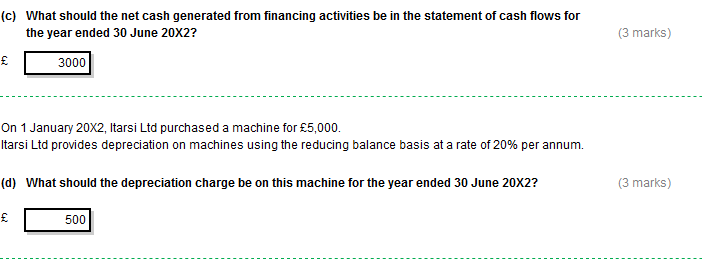 (c) What should the net cash generated from financing activities be in the statement of cash flows for
the year ended 30 June 20X2? (3 marks)
£ 3000
On 1 January 20X2, Itarsi Ltd purchased a machine for £5,000.
Itarsi Ltd provides depreciation on machines using the reducing balance basis at a rate of 20% per annum.
(d) What should the depreciation charge be on this machine for the year ended 30 June 20X2? (3 marks)
£ 500